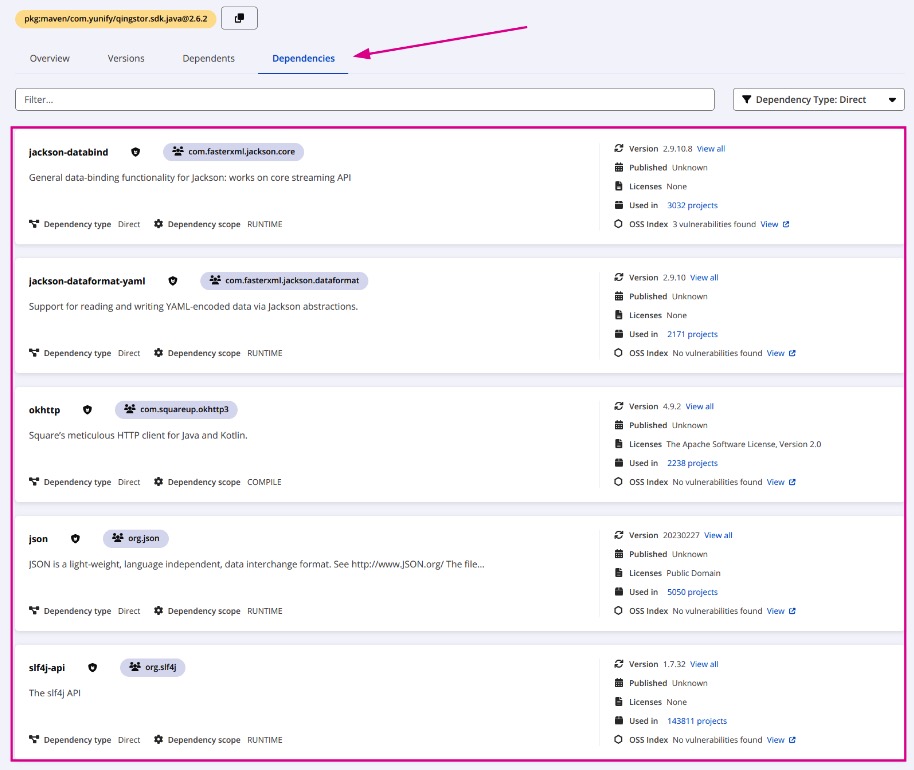 pkg:maven/com.yunify/qingstor.sdk.java@2.6.2
Overview Versions Dependents Dependencies
Filter... Dependency Type: Direct
jackson-databind com.fasterxml.jackson.core
General data-binding functionality for Jackson: works on core streaming API
Dependency type Direct Dependency scope RUNTIME
Version 2.9.10.8 View all
Published Unknown
Licenses None
Used in 3032 projects
OSS Index 3 vulnerabilities found View
jackson-dataformat-yaml com.fasterxml.jackson.dataformat
Support for reading and writing YAML-encoded data via Jackson abstractions.
Dependency type Direct Dependency scope RUNTIME
Version 2.9.10 View all
Published Unknown
Licenses None
Used in 2171 projects
OSS Index No vulnerabilities found View
okhttp com.squareup.okhttp3
Square's meticulous HTTP client for Java and Kotlin.
Dependency type Direct Dependency scope COMPILE
Version 4.9.2 View all
Published Unknown
Licenses The Apache Software License, Version 2.0
Used in 2238 projects
OSS Index No vulnerabilities found View
json org.json
JSON is a light-weight, language independent, data interchange format. See http://www.JSON.org/ The file...
Dependency type Direct Dependency scope RUNTIME
Version 20230227 View all
Published Unknown
Licenses Public Domain
Used in 5050 projects
OSS Index No vulnerabilities found View
slf4j-api org.slf4j
The slf4j API
Dependency type Direct Dependency scope RUNTIME
Version 1.7.32 View all
Published Unknown
Licenses None
Used in 143811 projects
OSS Index No vulnerabilities found View